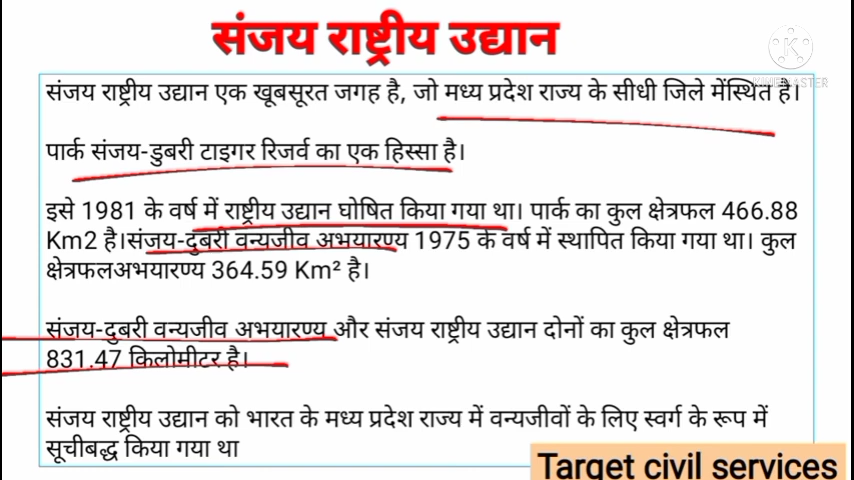 संजय राष्ट्रीय उद्यान
K
KINEMASTER
संजय राष्ट्रीय उद्यान एक खूबसूरत जगह है, जो मध्य प्रदेश राज्य के सीधी जिले मेंस्थित है।
पार्क संजय-डुबरी टाइगर रिजर्व का एक हिस्सा है।
इसे 1981 के वर्ष में राष्ट्रीय उद्यान घोषित किया गया था। पार्क का कुल क्षेत्रफल 466.88
Km2 है।संजय-दुबरी वन्यजीव अभयारण्य 1975 के वर्ष में स्थापित किया गया था। कुल
क्षेत्रफलअभयारण्य 364.59 Km² है।
संजय-दुबरी वन्यजीव अभयारण्य और संजय राष्ट्रीय उद्यान दोनों का कुल क्षेत्रफल
831.47 किलोमीटर है।
संजय राष्ट्रीय उद्यान को भारत के मध्य प्रदेश राज्य में वन्यजीवों के लिए स्वर्ग के रूप में
सूचीबद्ध किया गया था
Target civil services